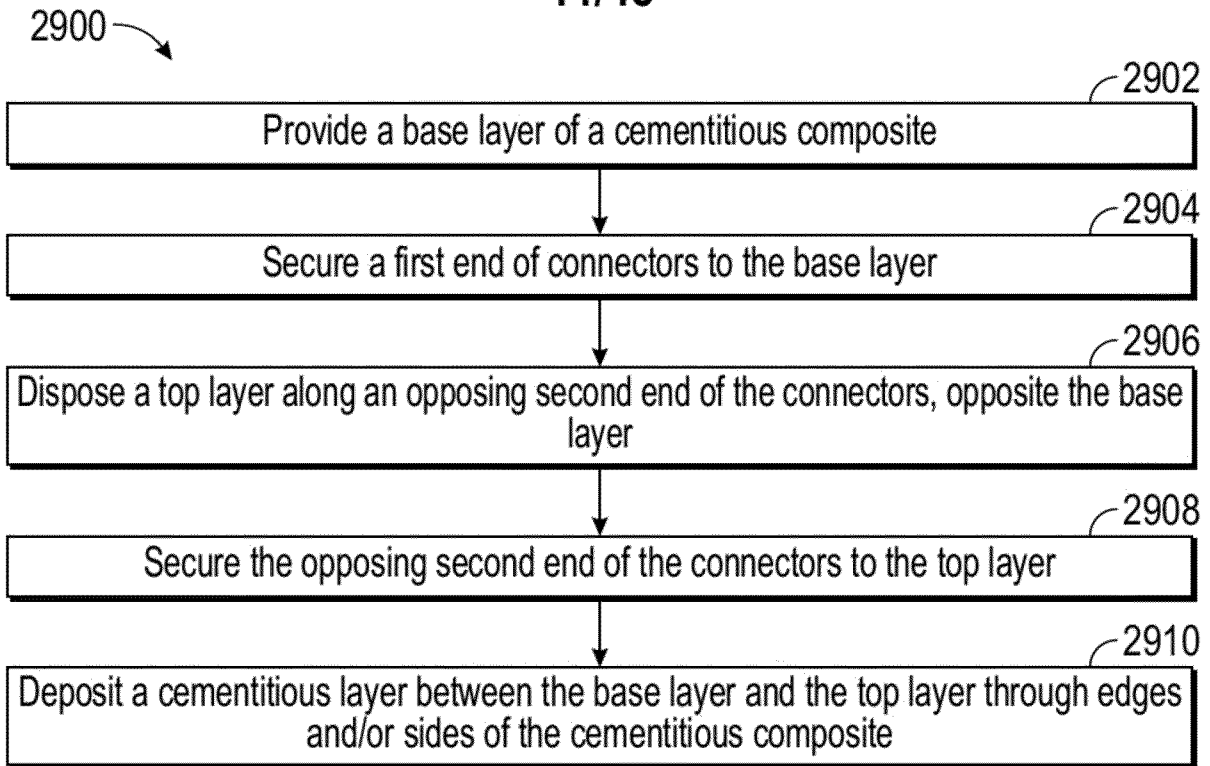 2900
2902
Provide a base layer of a cementitious composite
2904
Secure a first end of connectors to the base layer
2906
Dispose a top layer along an opposing second end of the connectors, opposite the base
layer
2908
Secure the opposing second end of the connectors to the top layer
2910
Deposit a cementitious layer between the base layer and the top layer through edges
and/or sides of the cementitious composite